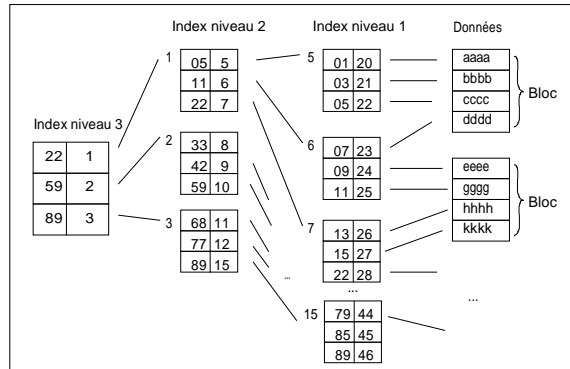 Index niveau 3
22 1
59 2
89 3
Index niveau 2
1
05 5
11 6
22 7
2
33 8
42 9
59 10
3
68 11
77 12
89 15
...
Index niveau 1
5
01 20
03 21
05 22
6
07 23
09 24
11 25
7
13 26
15 27
22 28
...
15
79 44
85 45
89 46
Données
aaaa
bbbb
cccc
dddd
Bloc
eeee
gggg
hhhh
kkkk
Bloc
...